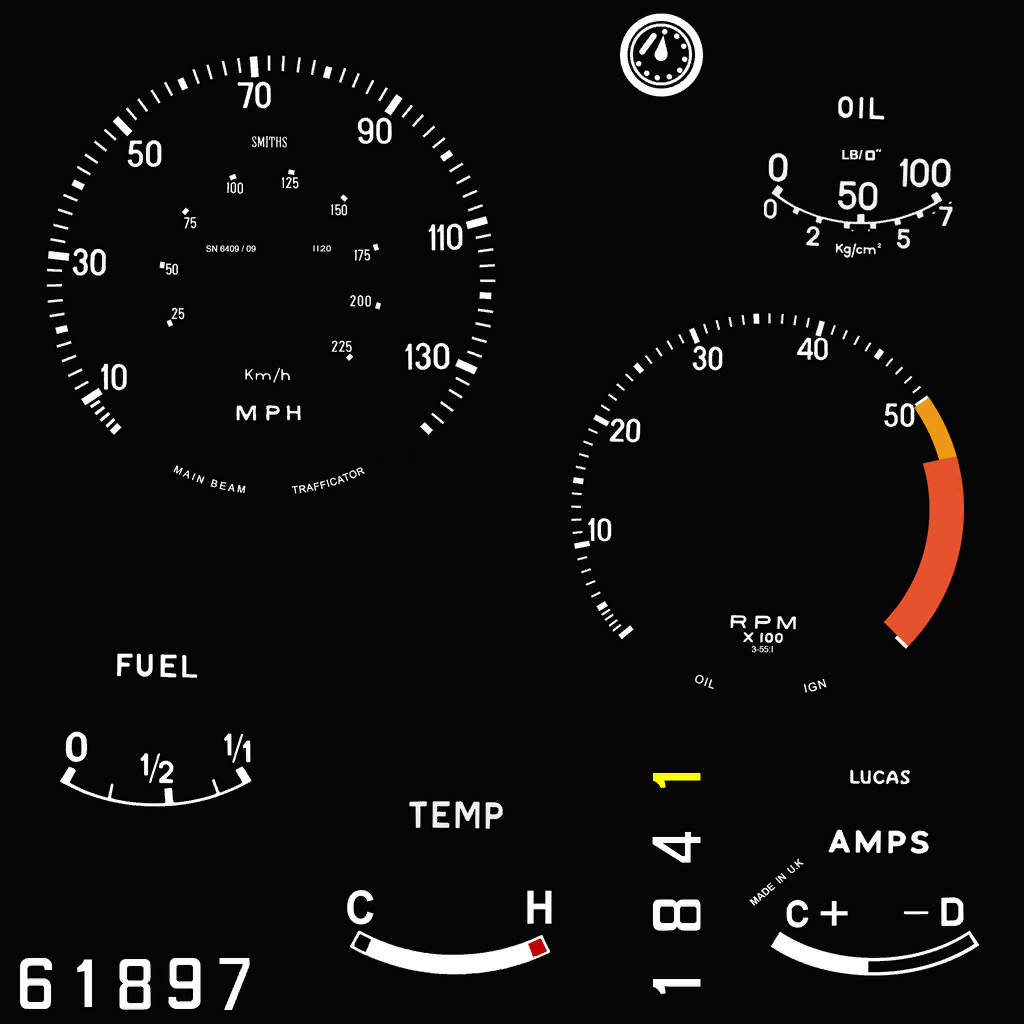 70
50
90
SMITHS
100
125
75
150
SN 6409 / 09
1120
110
30
50
175
25
200
225
130
10
Km/h
MPH
MAIN BEAM
TRAFFICATOR
OIL
LB/□"
0
50
100
0
2
5
7
Kg/cm²
30
40
20
50
10
RPM
X 100
3-55:1
OIL
IGN
FUEL
0
1/2
1/1
TEMP
C
H
LUCAS
AMPS
MADE IN U.K
C + – D
1 8 4 1
61897